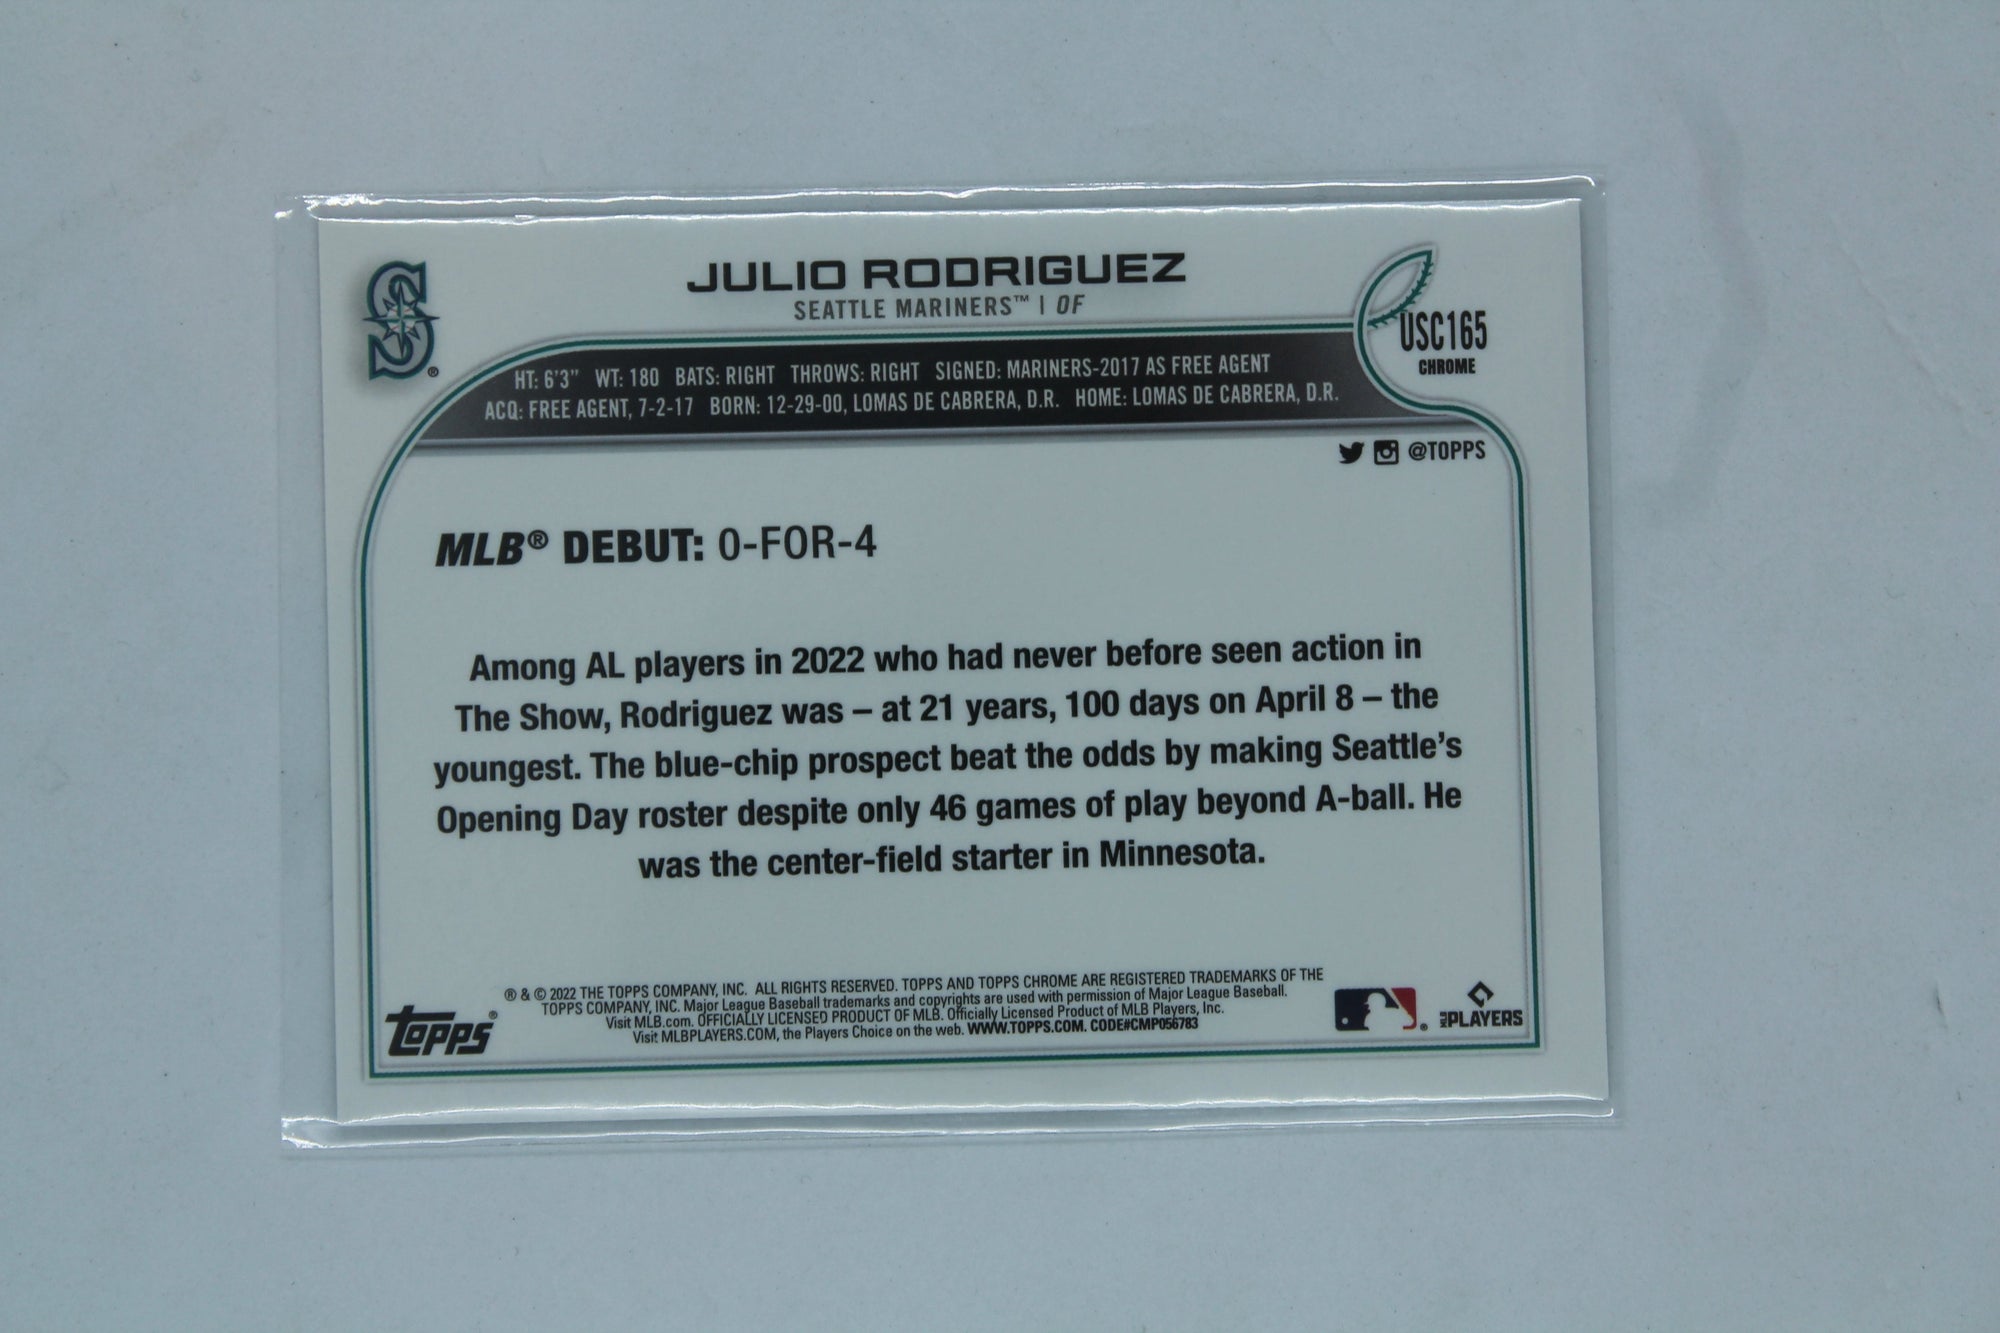 JULIO RODRIGUEZ
SEATTLE MARINERS™ | OF
S®
USC165
CHROME
HT: 6'3" WT: 180 BATS: RIGHT THROWS: RIGHT SIGNED: MARINERS-2017 AS FREE AGENT
ACQ: FREE AGENT, 7-2-17 BORN: 12-29-00, LOMAS DE CABRERA, D.R. HOME: LOMAS DE CABRERA, D.R.
@TOPPS
MLB® DEBUT: 0-FOR-4
Among AL players in 2022 who had never before seen action in
The Show, Rodriguez was – at 21 years, 100 days on April 8 – the
youngest. The blue-chip prospect beat the odds by making Seattle's
Opening Day roster despite only 46 games of play beyond A-ball. He
was the center-field starter in Minnesota.
® & © 2022 THE TOPPS COMPANY, INC. ALL RIGHTS RESERVED. TOPPS AND TOPPS CHROME ARE REGISTERED TRADEMARKS OF THE
TOPPS COMPANY, INC. Major League Baseball trademarks and copyrights are used with permission of Major League Baseball.
Visit MLB.com. OFFICIALLY LICENSED PRODUCT OF MLB. Officially Licensed Product of MLB Players, Inc.
Visit MLBPLAYERS.COM, the Players Choice on the web. WWW.TOPPS.COM. CODE#CMP056783
Topps®
MLB PLAYERS